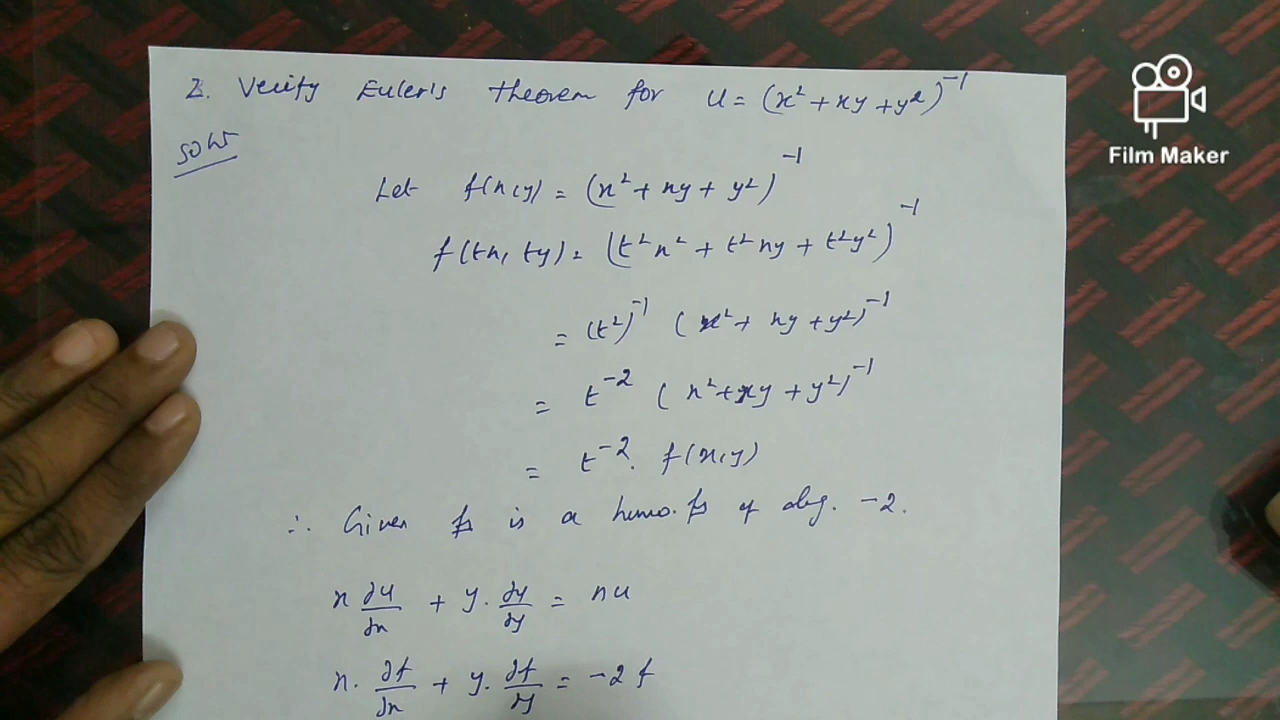 2. Verify Euler's theorem for u = (x² + xy + y²)⁻¹
Soln
Let f(x,y) = (x² + xy + y²)⁻¹
f(tx, ty) = (t²x² + t²xy + t²y²)⁻¹
= (t²)⁻¹ (x² + xy + y²)⁻¹
= t⁻² (x² + xy + y²)⁻¹
= t⁻². f(x,y)
∴ Given fn is a homo. fn of deg. -2.
x ∂u/∂x + y. ∂y/∂y = nu
x. ∂f/∂x + y. ∂f/∂y = -2f
Film Maker